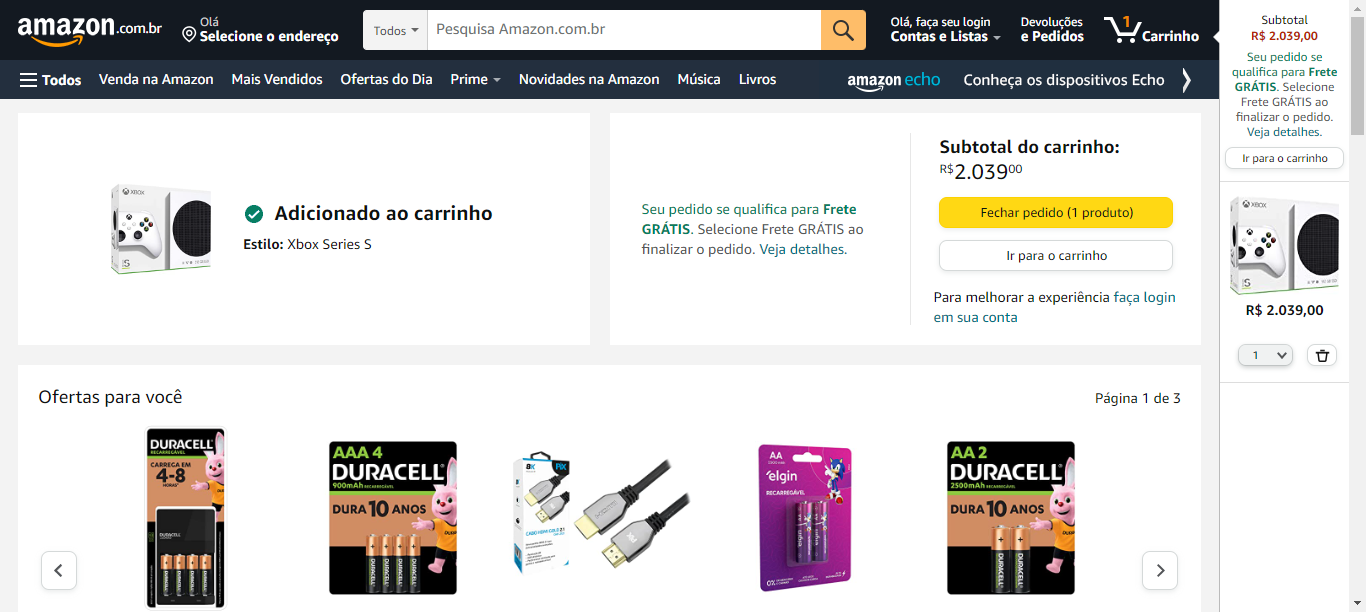 amazon.com.br
Olá
Selecione o endereço
Todos
Pesquisa Amazon.com.br
Olá, faça seu login
Contas e Listas
Devoluções
e Pedidos
1
Carrinho
Todos
Venda na Amazon
Mais Vendidos
Ofertas do Dia
Prime
Novidades na Amazon
Música
Livros
amazon echo
Conheça os dispositivos Echo
Subtotal
R$ 2.039,00
Seu pedido se
qualifica para Frete
GRÁTIS. Selecione
Frete GRÁTIS ao
finalizar o pedido.
Veja detalhes.
Ir para o carrinho
XBOX
R$ 2.039,00
1
XBOX
Adicionado ao carrinho
Estilo: Xbox Series S
Seu pedido se qualifica para Frete
GRÁTIS. Selecione Frete GRÁTIS ao
finalizar o pedido. Veja detalhes.
Subtotal do carrinho:
R$2.03900
Fechar pedido (1 produto)
Ir para o carrinho
Para melhorar a experiência faça login
em sua conta
Ofertas para você
Página 1 de 3
DURACELL
RECARREGÁVEL
CARREGA EM
4-8
HORAS
DURACELL
AAA 4
DURACELL
900mAh RECARREGÁVEL
DURA 10 ANOS
DURACELL
PIX
CABO HDMI GOLD 2.1
AA
elgin
RECARREGÁVEL
AA 2
DURACELL
2500mAh RECARREGÁVEL
DURA 10 ANOS
DURACELL